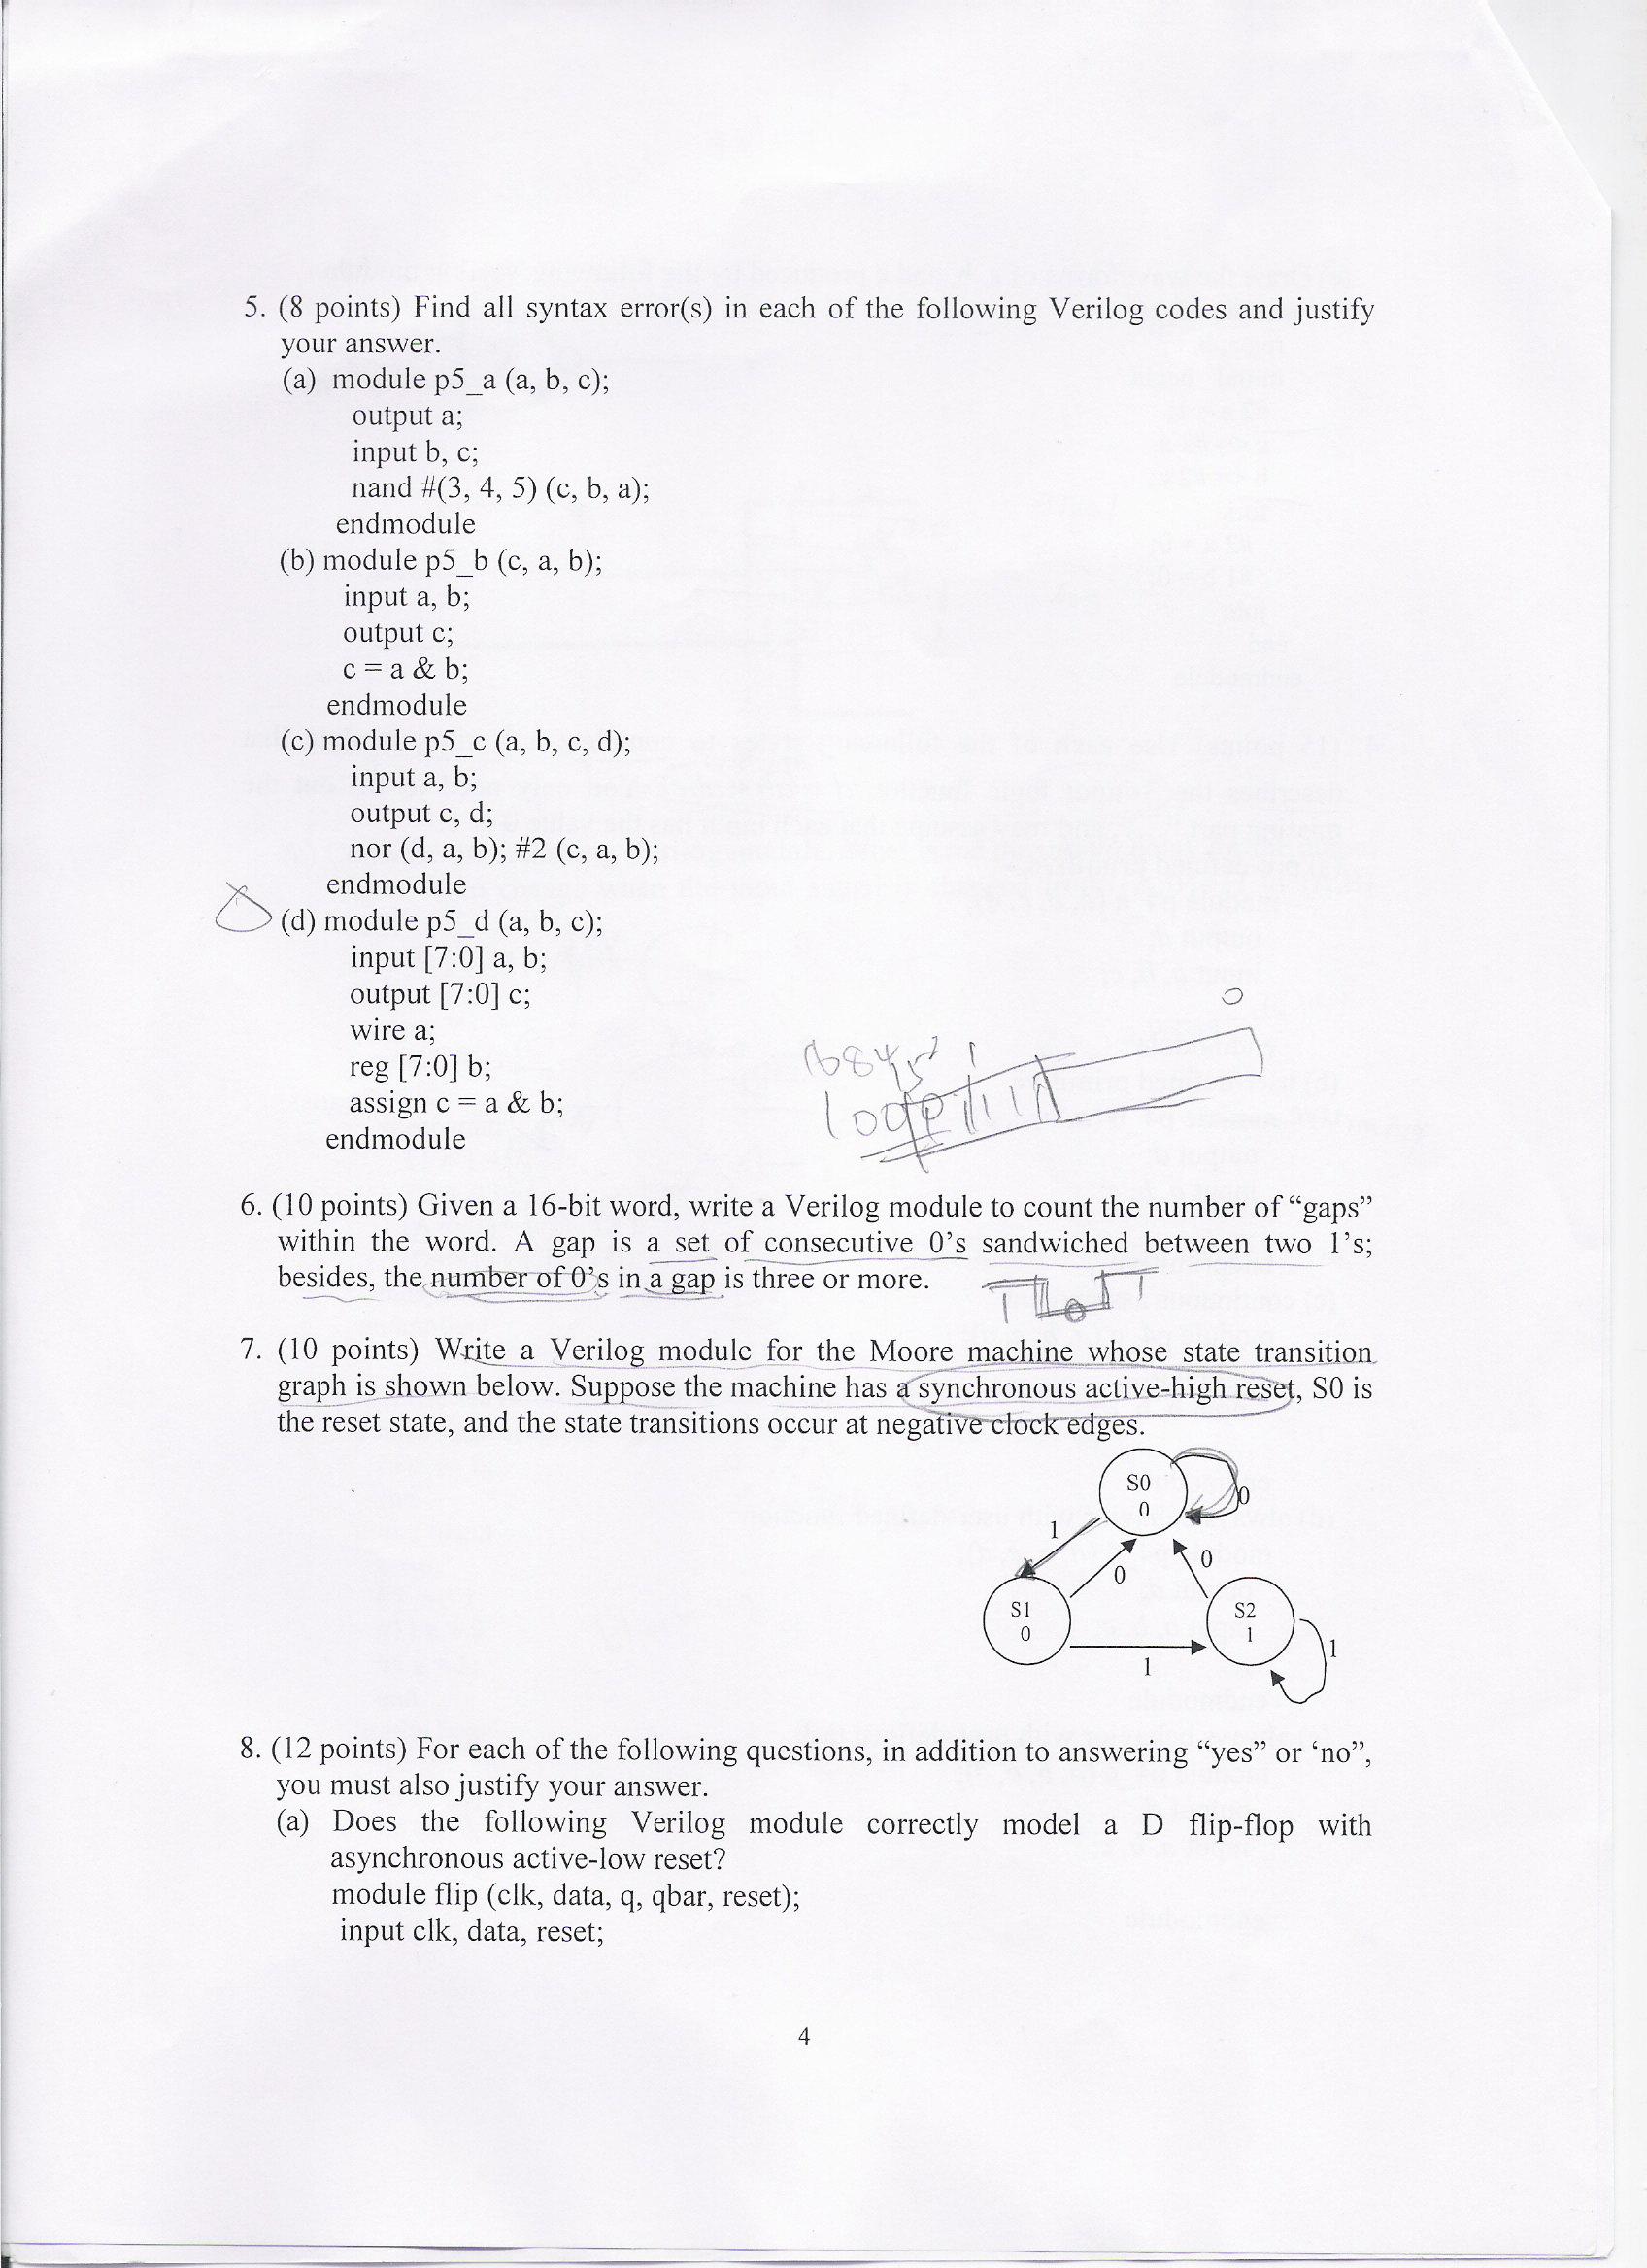 5. (8 points) Find all syntax error(s) in each of the following Verilog codes and justify
your answer.
(a) module p5_a (a, b, c);
output a;
input b, c;
nand #(3, 4, 5) (c, b, a);
endmodule
(b) module p5_b (c, a, b);
input a, b;
output c;
c = a & b;
endmodule
(c) module p5_c (a, b, c, d);
input a, b;
output c, d;
nor (d, a, b); #2 (c, a, b);
endmodule
(d) module p5_d (a, b, c);
input [7:0] a, b;
output [7:0] c;
wire a;
reg [7:0] b;
assign c = a & b;
endmodule
0
6. (10 points) Given a 16-bit word, write a Verilog module to count the number of “gaps”
within the word. A gap is a set of consecutive 0’s sandwiched between two 1’s;
besides, the number of 0’s in a gap is three or more.
7. (10 points) Write a Verilog module for the Moore machine whose state transition
graph is shown below. Suppose the machine has a synchronous active-high reset, S0 is
the reset state, and the state transitions occur at negative clock edges.
S0
0
0
1
0
0
S1
0
S2
1
1
1
8. (12 points) For each of the following questions, in addition to answering “yes” or ‘no”,
you must also justify your answer.
(a) Does the following Verilog module correctly model a D flip-flop with
asynchronous active-low reset?
module flip (clk, data, q, qbar, reset);
input clk, data, reset;
4